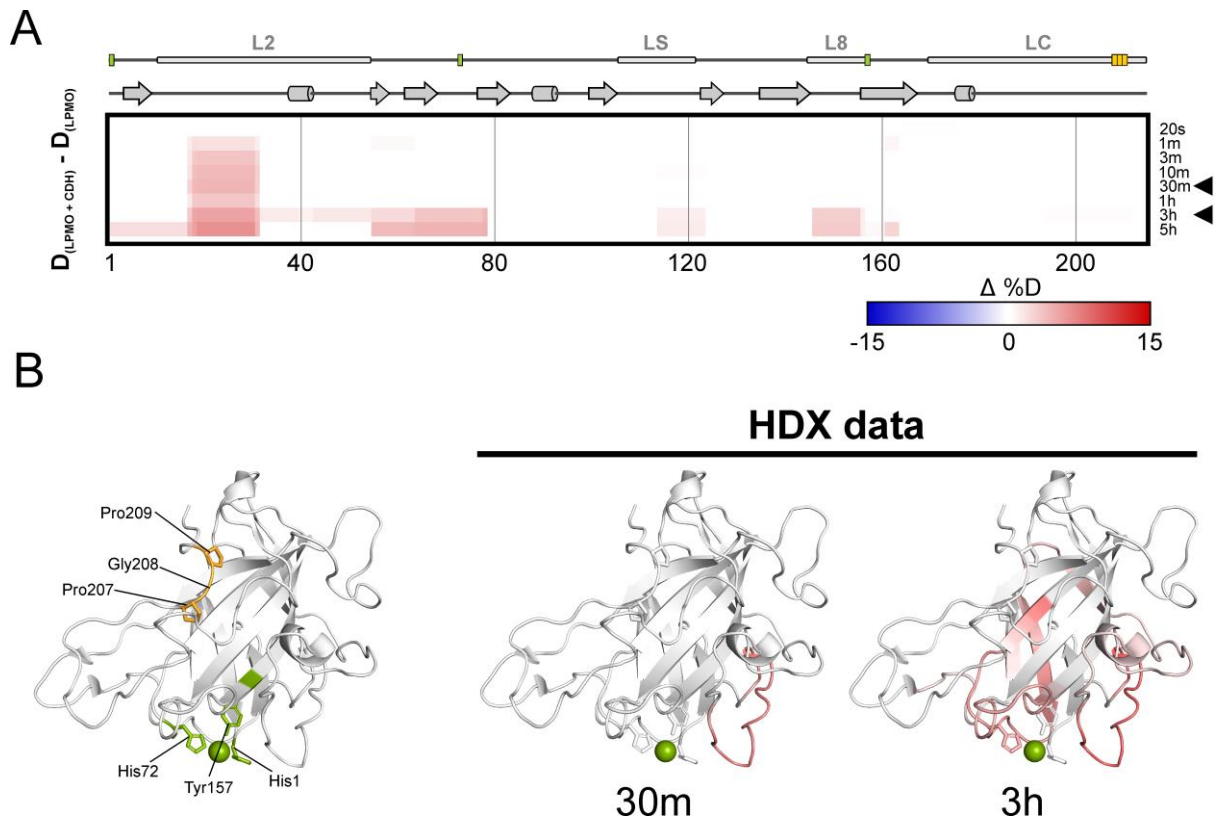 A
L2 LS L8 LC
D(LPMO + CDH) - D(LPMO)
20s
1m
3m
10m
30m
1h
3h
5h
1 40 80 120 160 200
Δ %D
-15 0 15
B
HDX data
Pro209
Gly208
Pro207
His72
Tyr157
His1
30m 3h